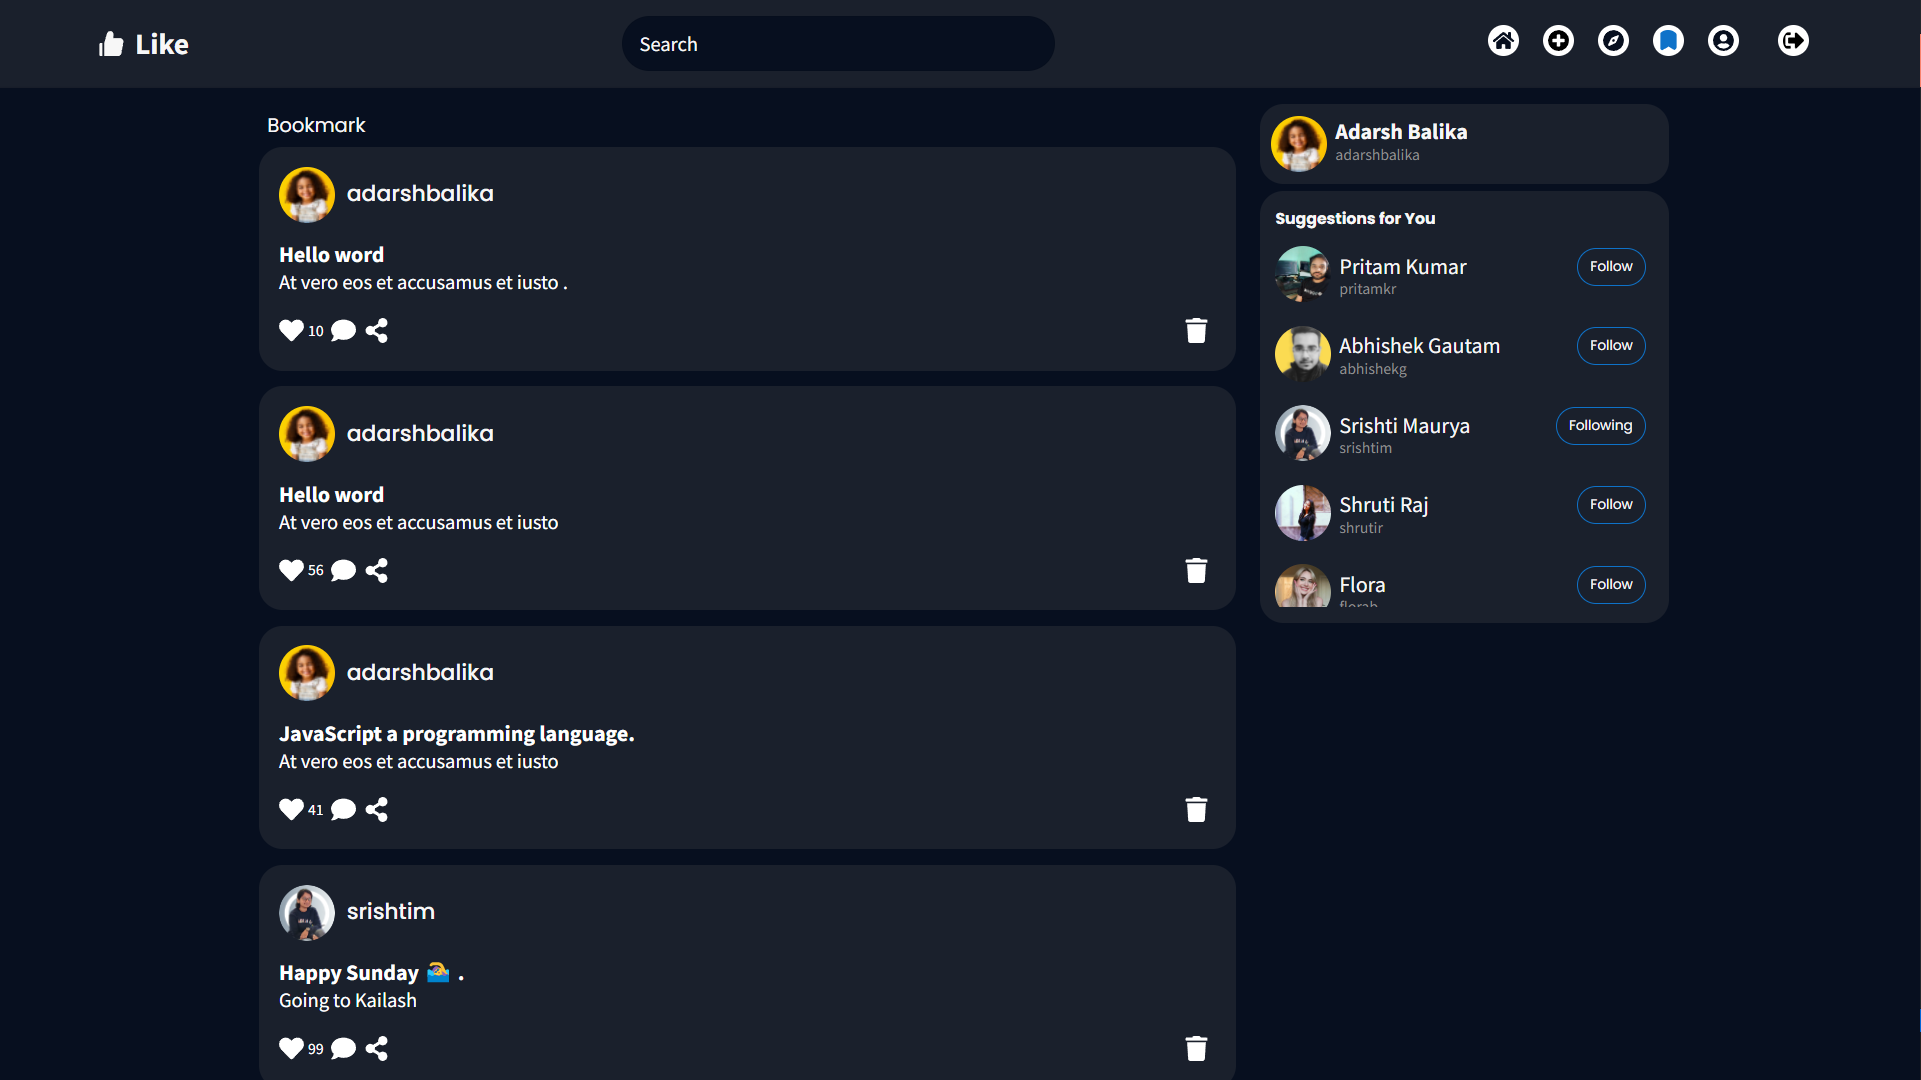 Like
Search
Bookmark
adarshbalika
Hello word
At vero eos et accusamus et iusto .
10
adarshbalika
Hello word
At vero eos et accusamus et iusto
56
adarshbalika
JavaScript a programming language.
At vero eos et accusamus et iusto
41
srishtim
Happy Sunday 🏊 .
Going to Kailash
99
Adarsh Balika
adarshbalika
Suggestions for You
Pritam Kumar
pritamkr
Follow
Abhishek Gautam
abhishekg
Follow
Srishti Maurya
srishtim
Following
Shruti Raj
shrutir
Follow
Flora
Follow